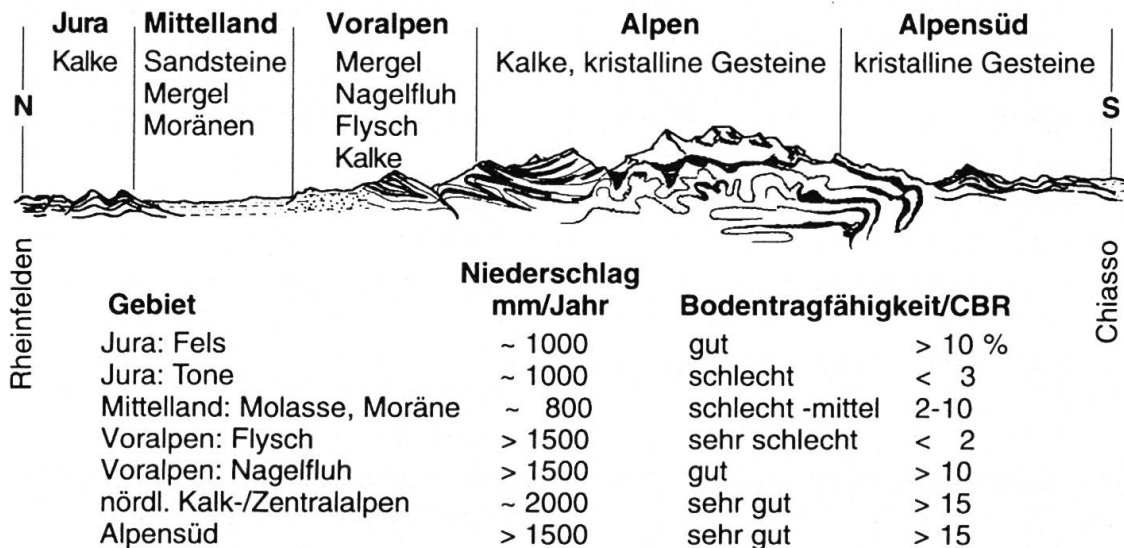 Jura Mittelland Voralpen Alpen Alpensüd
Kalke Sandsteine Mergel Kalke, kristalline Gesteine kristalline Gesteine
N Mergel Nagelfluh S
Moränen Flysch
Kalke
Rheinfelden
Chiasso
Niederschlag
Gebiet mm/Jahr Bodentragfähigkeit/CBR
Jura: Fels ~ 1000 gut > 10 %
Jura: Tone ~ 1000 schlecht < 3
Mittelland: Molasse, Moräne ~ 800 schlecht -mittel 2-10
Voralpen: Flysch > 1500 sehr schlecht < 2
Voralpen: Nagelfluh > 1500 gut > 10
nördl. Kalk-/Zentralalpen ~ 2000 sehr gut > 15
Alpensüd > 1500 sehr gut > 15